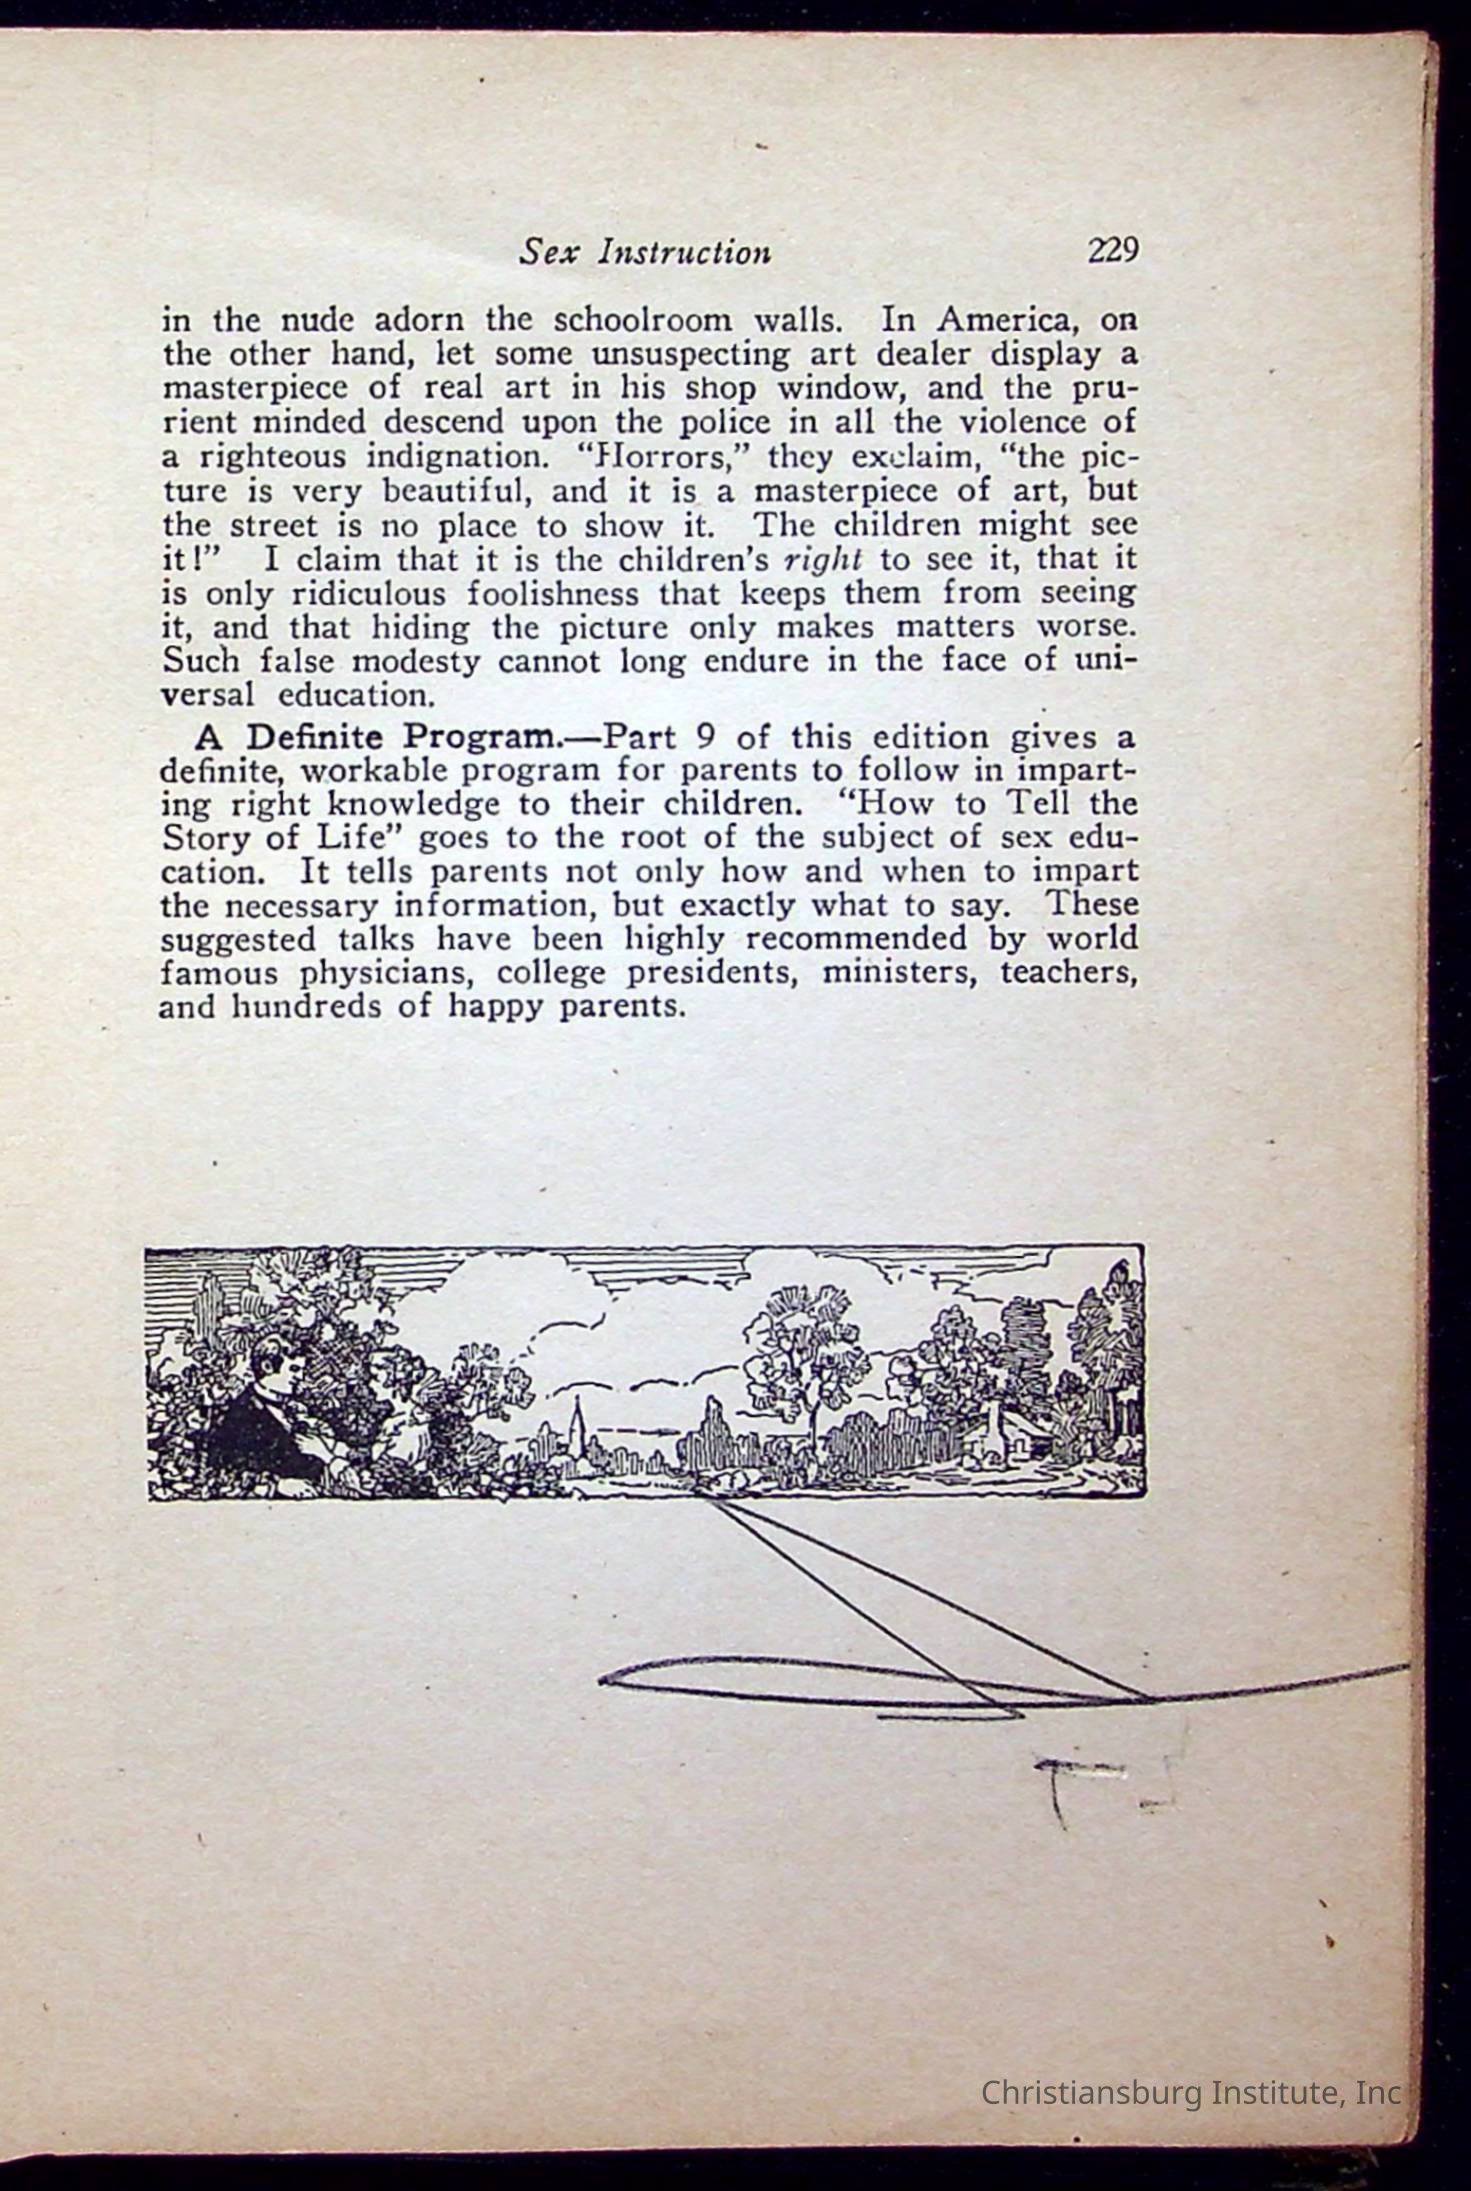 Sex Instruction 229
in the nude adorn the schoolroom walls. In America, on
the other hand, let some unsuspecting art dealer display a
masterpiece of real art in his shop window, and the pru-
rient minded descend upon the police in all the violence of
a righteous indignation. “Horrors,” they exclaim, “the pic-
ture is very beautiful, and it is a masterpiece of art, but
the street is no place to show it. The children might see
it!” I claim that it is the children’s right to see it, that it
is only ridiculous foolishness that keeps them from seeing
it, and that hiding the picture only makes matters worse.
Such false modesty cannot long endure in the face of uni-
versal education.
A Definite Program.—Part 9 of this edition gives a
definite, workable program for parents to follow in impart-
ing right knowledge to their children. “How to Tell the
Story of Life” goes to the root of the subject of sex edu-
cation. It tells parents not only how and when to impart
the necessary information, but exactly what to say. These
suggested talks have been highly recommended by world
famous physicians, college presidents, ministers, teachers,
and hundreds of happy parents.
Christiansburg Institute, Inc